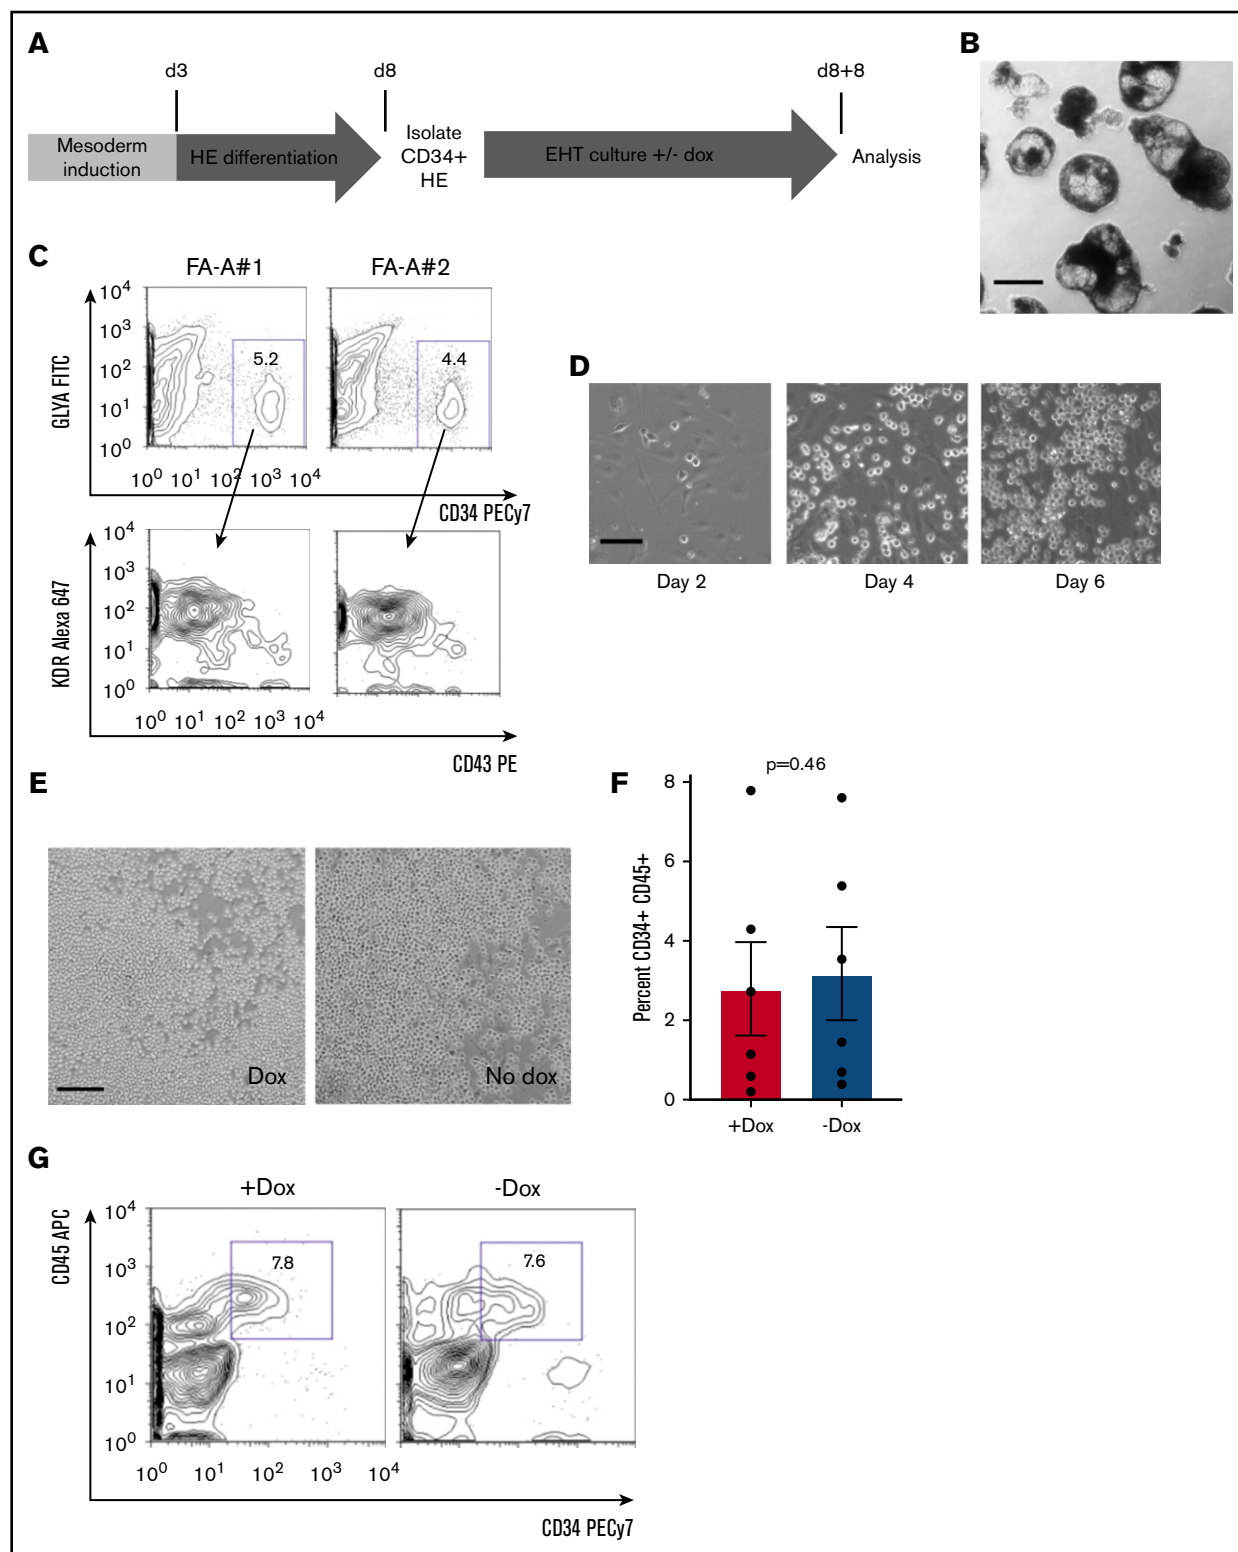 A
B
d3
d8
d8+8
Mesoderm
induction
HE differentiation
Isolate
CD34+
HE
EHT culture +/- dox
Analysis
C
FA-A#1
FA-A#2
GLYA FITC
10⁴
10³
10²
10¹
10⁰
5.2
4.4
10⁰ 10¹ 10² 10³ 10⁴
CD34 PECy7
KDR Alexa 647
10⁴
10³
10²
10¹
10⁰
10⁰ 10¹ 10² 10³ 10⁴
CD43 PE
D
Day 2
Day 4
Day 6
E
Dox
No dox
F
p=0.46
Percent CD34+ CD45+
8
6
4
2
0
+Dox
-Dox
G
+Dox
-Dox
CD45 APC
10⁴
10³
10²
10¹
10⁰
7.8
7.6
10⁰ 10¹ 10² 10³ 10⁴
CD34 PECy7